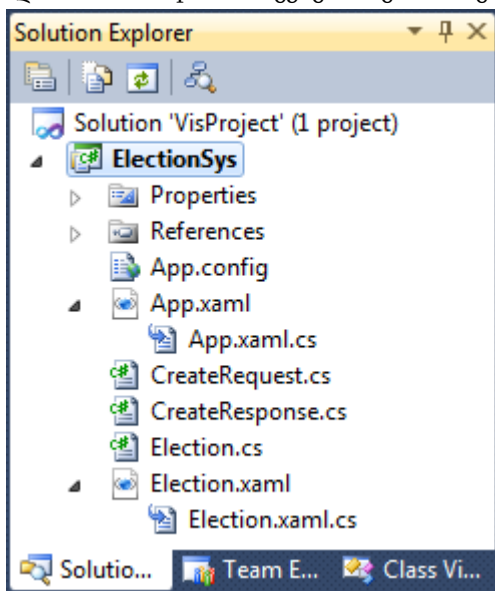 Solution Explorer
Solution 'VisProject' (1 project)
ElectionSys
Properties
References
App.config
App.xaml
App.xaml.cs
CreateRequest.cs
CreateResponse.cs
Election.cs
Election.xaml
Election.xaml.cs
Solutio... Team E... Class Vi...